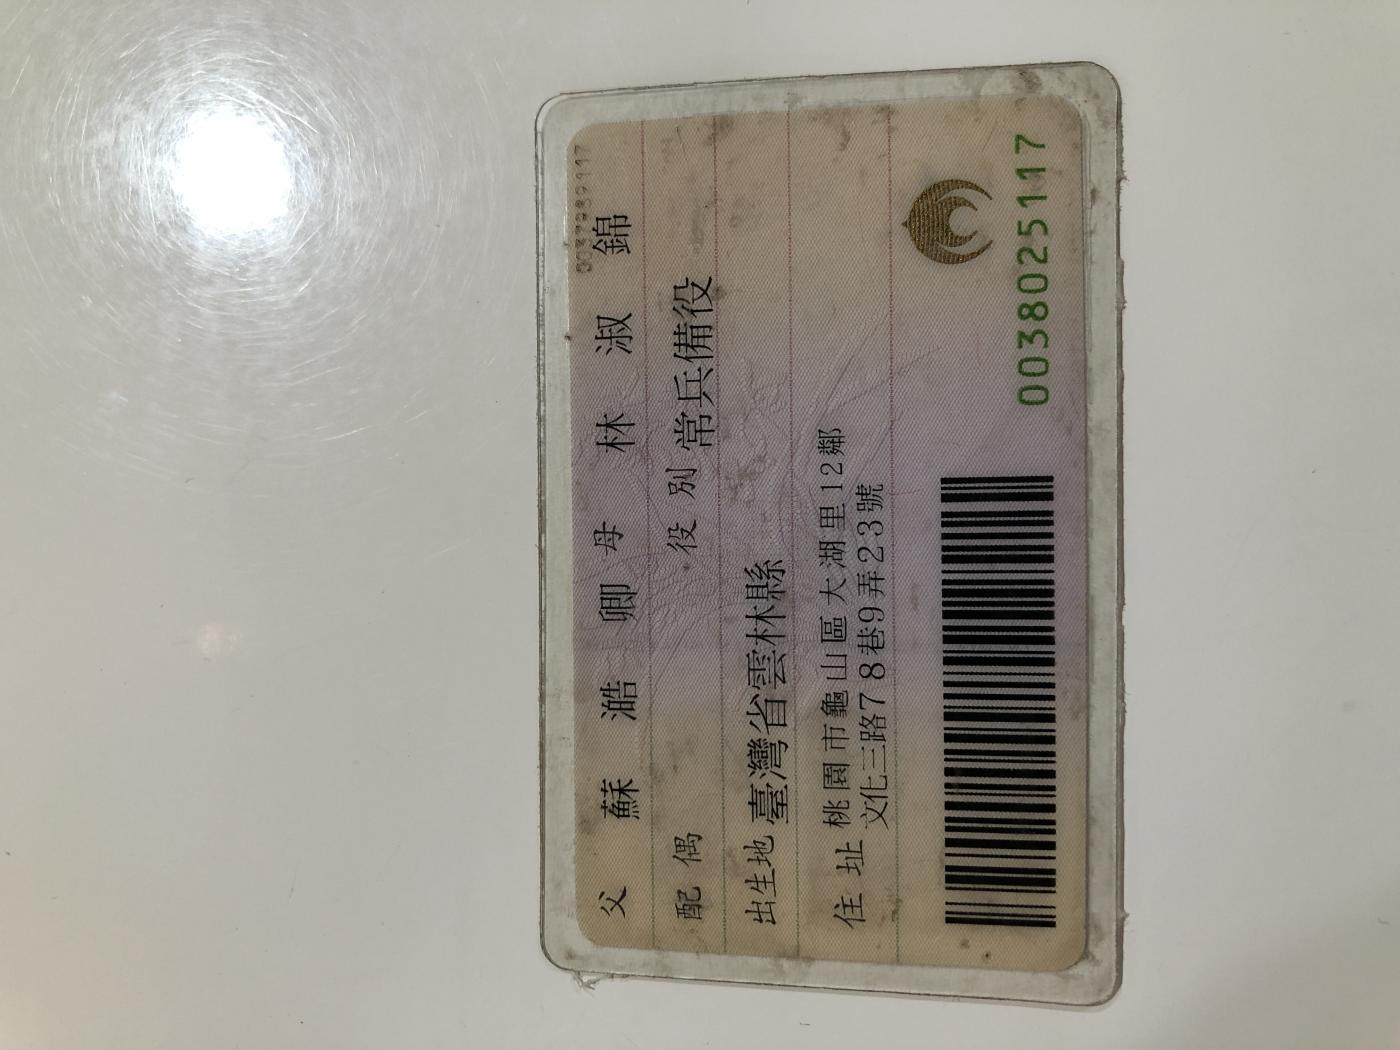 父 蘇澔卿 母 林淑錦
配偶 役別 常兵備役
出生地 臺灣省雲林縣
住址 桃園市龜山區大湖里12鄰
文化三路78巷9弄23號
0038025117